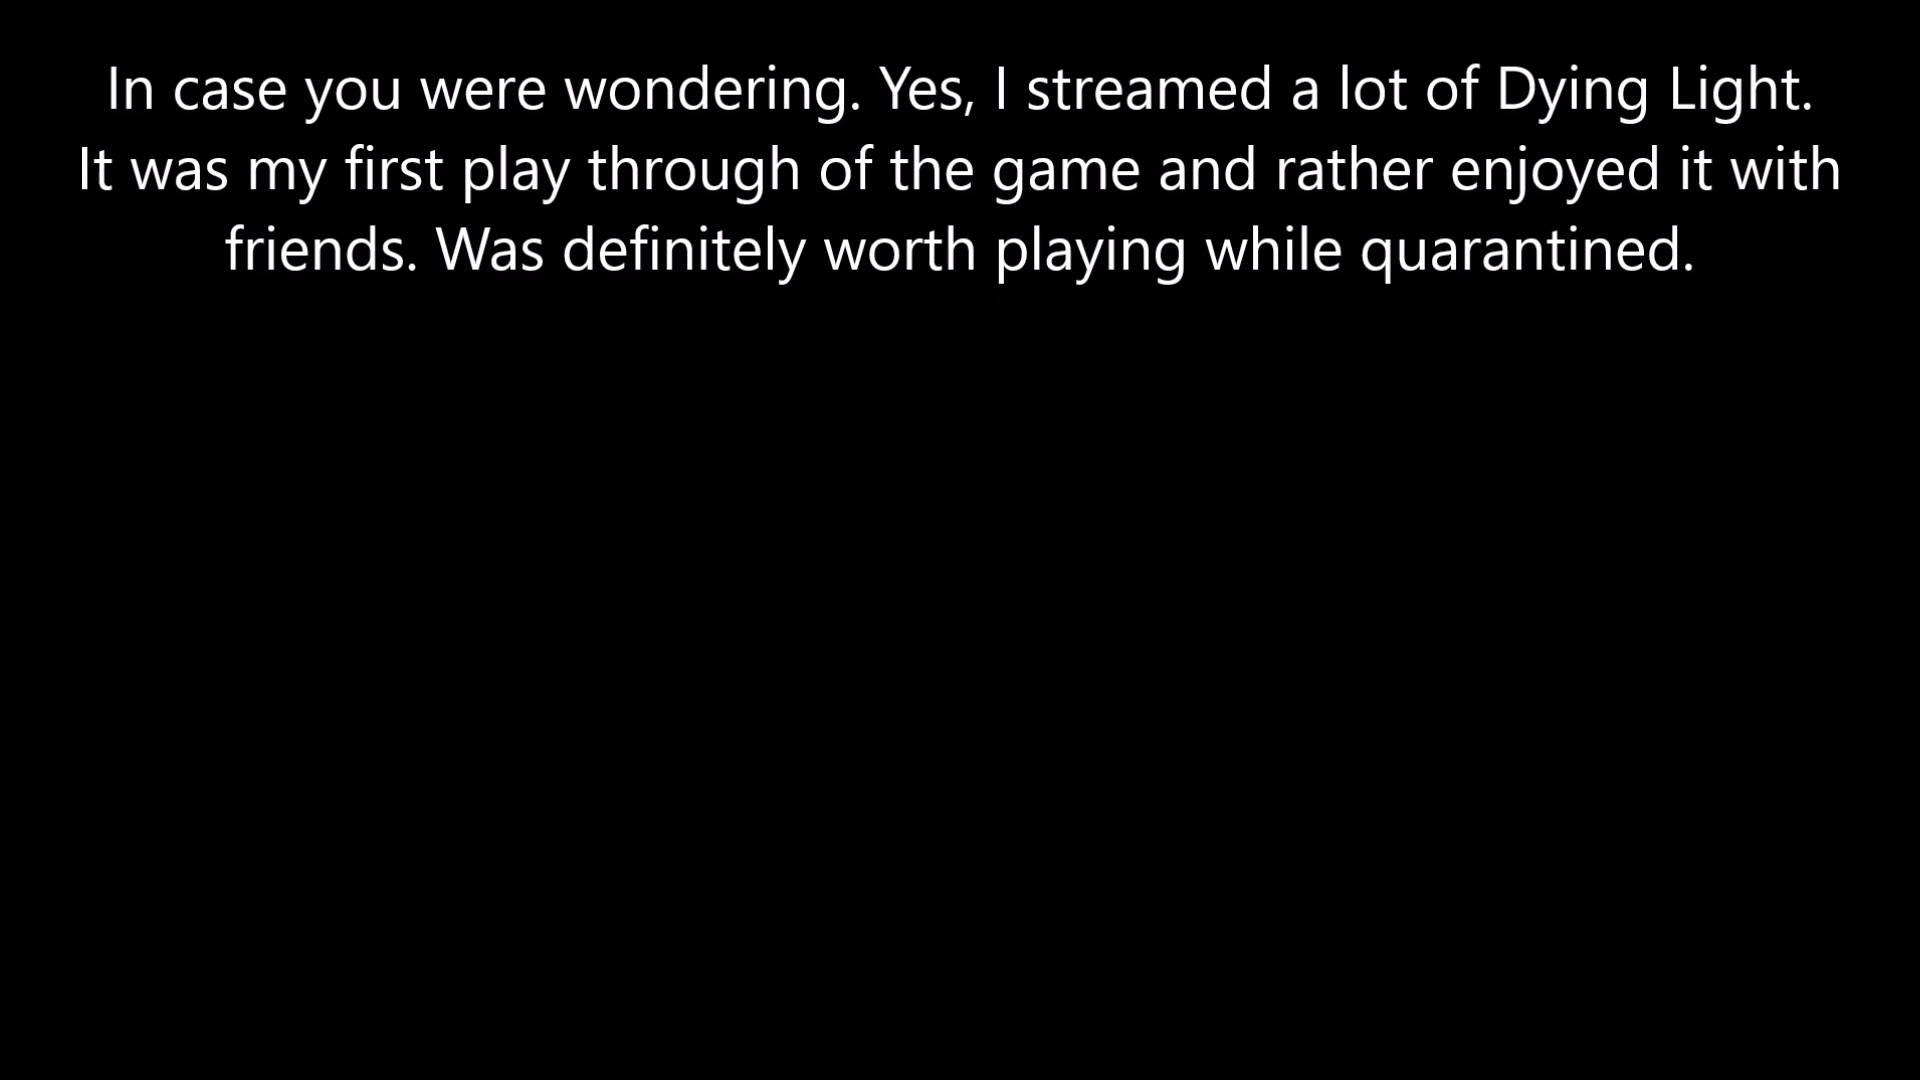 In case you were wondering. Yes, I streamed a lot of Dying Light.
It was my first play through of the game and rather enjoyed it with
friends. Was definitely worth playing while quarantined.